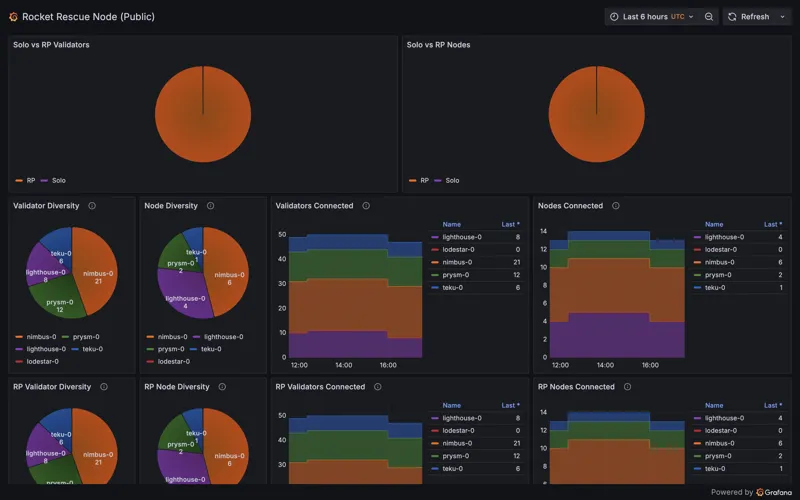 Rocket Rescue Node (Public)
Last 6 hours UTC
Refresh
Solo vs RP Validators
RP Solo
Solo vs RP Nodes
RP Solo
Validator Diversity
teku-0
6
lighthouse-0
8
nimbus-0
21
prysm-0
12
nimbus-0 prysm-0
lighthouse-0 teku-0
lodestar-0
Node Diversity
teku-0
1
prysm-0
2
nimbus-0
6
lighthouse-0
4
nimbus-0 lighthouse-0
prysm-0 teku-0
lodestar-0
Validators Connected
50
40
30
20
10
0
12:00 14:00 16:00
Name Last *
lighthouse-0 8
lodestar-0 0
nimbus-0 21
prysm-0 12
teku-0 6
Nodes Connected
14
12
10
8
6
4
2
0
12:00 14:00 16:00
Name Last *
lighthouse-0 4
lodestar-0 0
nimbus-0 6
prysm-0 2
teku-0 1
RP Validator Diversity
teku-0
6
lighthouse-0
8
nimbus-0
21
prysm-0
RP Node Diversity
teku-0
1
prysm-0
2
nimbus-0
6
lighthouse-0
RP Validators Connected
50
40
30
Name Last *
lighthouse-0 8
lodestar-0 0
nimbus-0 21
prysm-0 12
teku-0 6
RP Nodes Connected
14
12
10
8
Name Last *
lighthouse-0 4
lodestar-0 0
nimbus-0 6
prysm-0 2
teku-0 1
Powered by Grafana